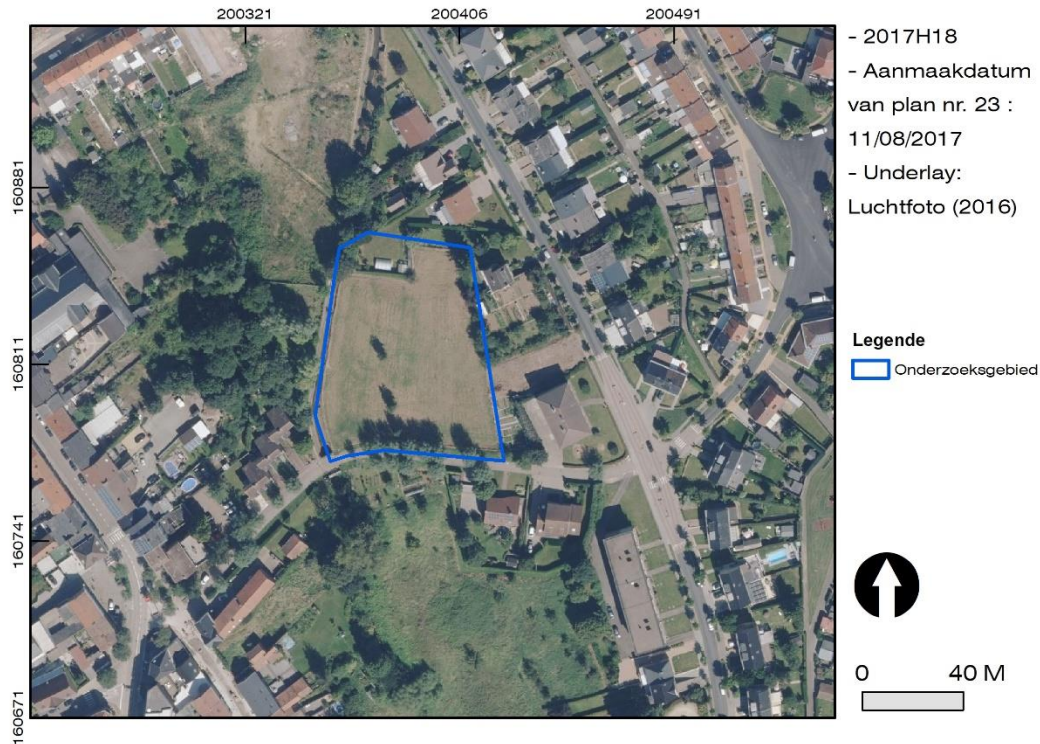 200321
200406
200491
160881
160811
160741
160671
- 2017H18
- Aanmaakdatum
van plan nr. 23 :
11/08/2017
- Underlay:
Luchtfoto (2016)
Legende
Onderzoeksgebied
0
40 M